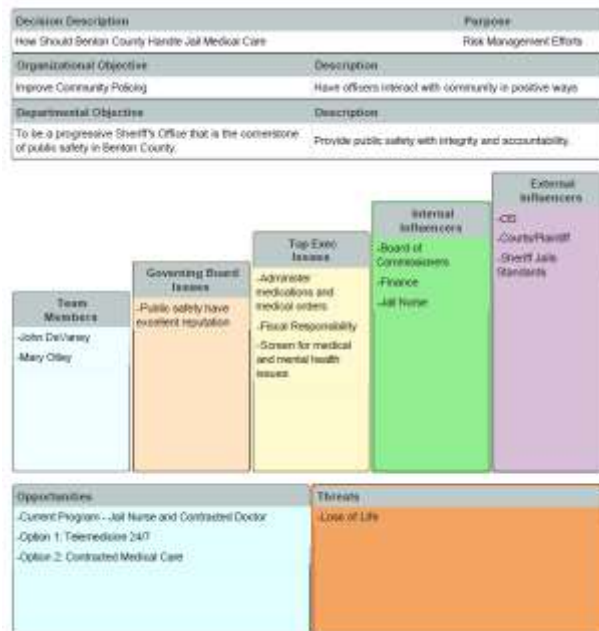 Decision Description Purpose
How Should Benton County Handle Jail Medical Care Risk Management Efforts
Organizational Objective Description
Improve Community Policing Have officers interact with community in positive ways
Departmental Objective Description
To be a progressive Sheriff's Office that is the cornerstone
of public safety in Benton County. Provide public safety with integrity and accountability.
Team
Members
-John
-Mary
Governing Board
Issues
-Public safety have
excellent reputation
Top Exec
Issues
-Administer
medications and
medical orders
-Fiscal Responsibility
-Screen for medical
and mental health
issues
Internal
Influencers
-Board of
Commissioners
-Finance
-Jail Nurse
External
Influencers
-CIS
-Courts/Plaintiff
-Sheriff Jails
Standards
Opportunities
-Current Program - Jail Nurse and Contracted Doctor
-Option 1: Telemedicine 24/7
-Option 2: Contracted Medical Care
Threats
-Loss of Life